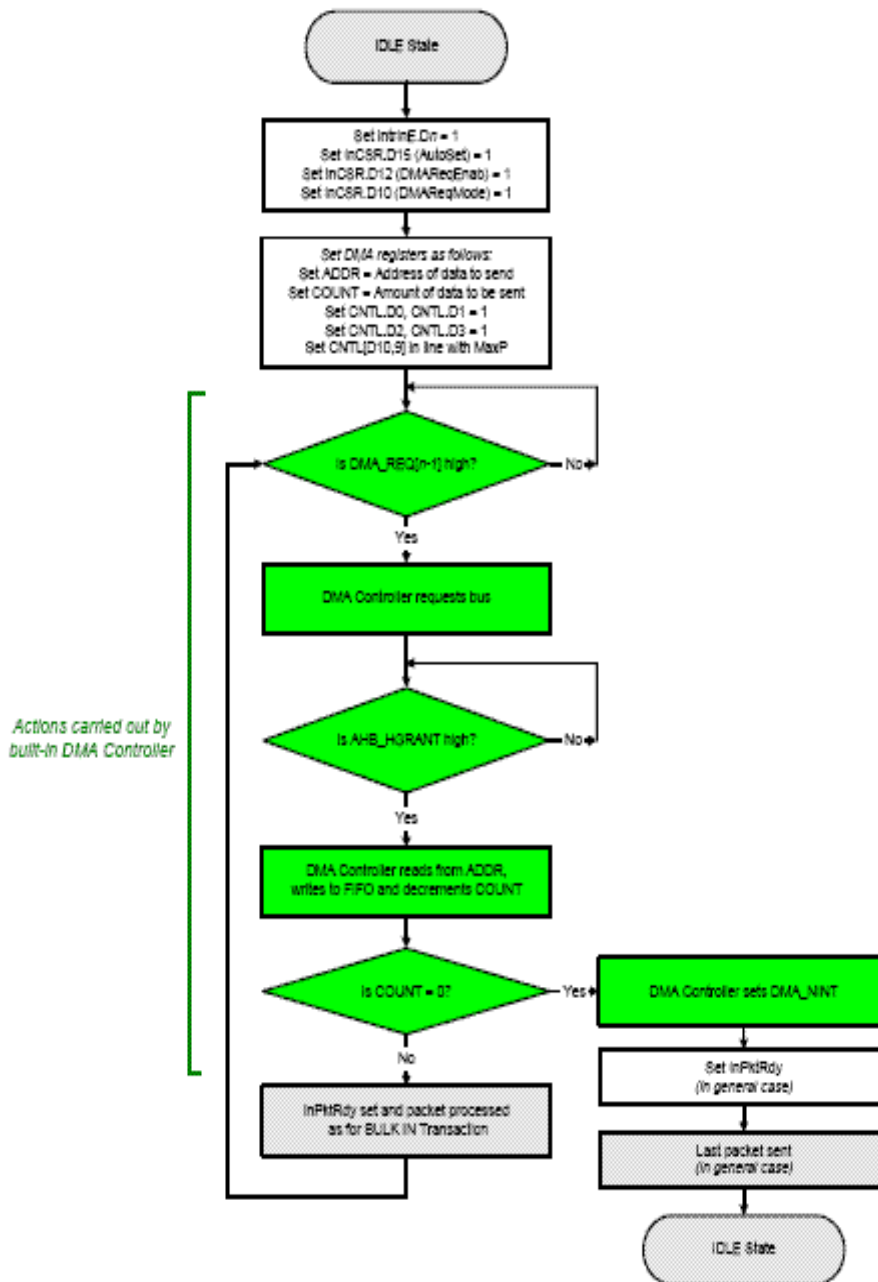 IDLE State
Set IntrInE.Dn = 1
Set InCSR.D15 (AutoSet) = 1
Set InCSR.D12 (DMAReqEnab) = 1
Set InCSR.D10 (DMAReqMode) = 1
Set DMA registers as follows:
Set ADDR = Address of data to send
Set COUNT = Amount of data to be sent
Set CNTL.D0, CNTL.D1 = 1
Set CNTL.D2, CNTL.D3 = 1
Set CNTL[D10,9] in line with MaxP
Is DMA_REQ[n-1] high?
No
Yes
DMA Controller requests bus
Actions carried out by
built-in DMA Controller
Is AHB_HGRANT high?
No
Yes
DMA Controller reads from ADDR,
writes to FIFO and decrements COUNT
Is COUNT = 0?
Yes
DMA Controller sets DMA_NINT
No
Set InPktRdy
(in general case)
InPktRdy set and packet processed
as for BULK IN Transaction
Last packet sent
(in general case)
IDLE State